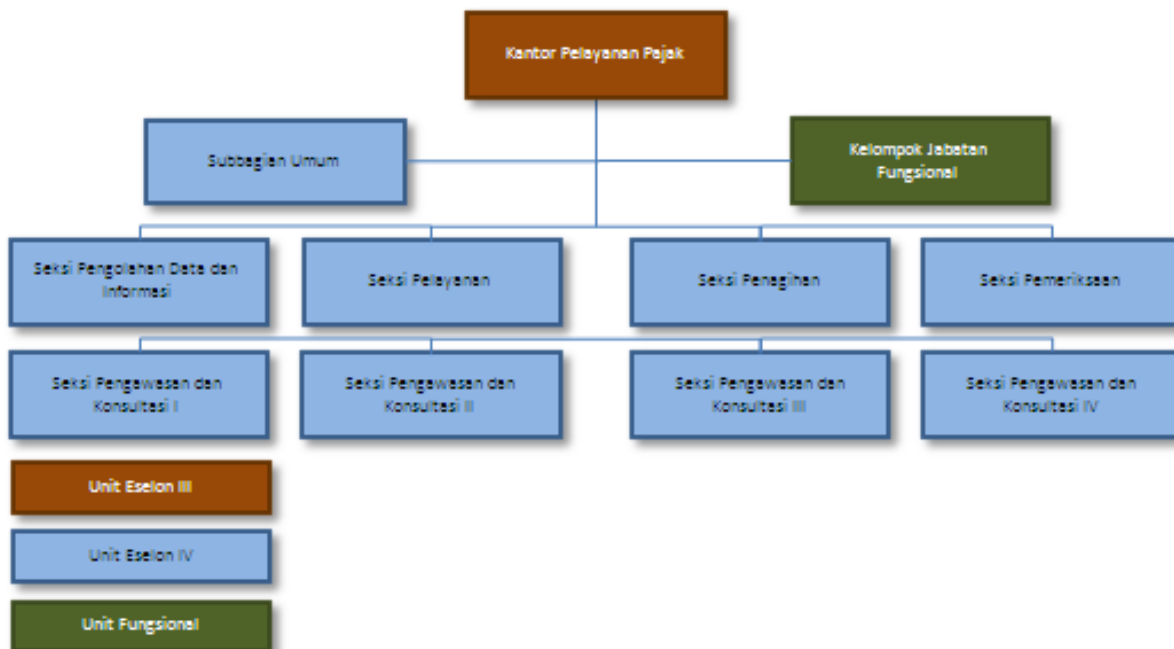 Kantor Pelayanan Pajak
Subbagian Umum
Kelompok Jabatan
Fungsional
Seksi Pengolahan Data dan
Informasi
Seksi Pelayanan
Seksi Penagihan
Seksi Pemeriksaan
Seksi Pengawasan dan
Konsultasi I
Seksi Pengawasan dan
Konsultasi II
Seksi Pengawasan dan
Konsultasi III
Seksi Pengawasan dan
Konsultasi IV
Unit Eselon III
Unit Eselon IV
Unit Fungsional